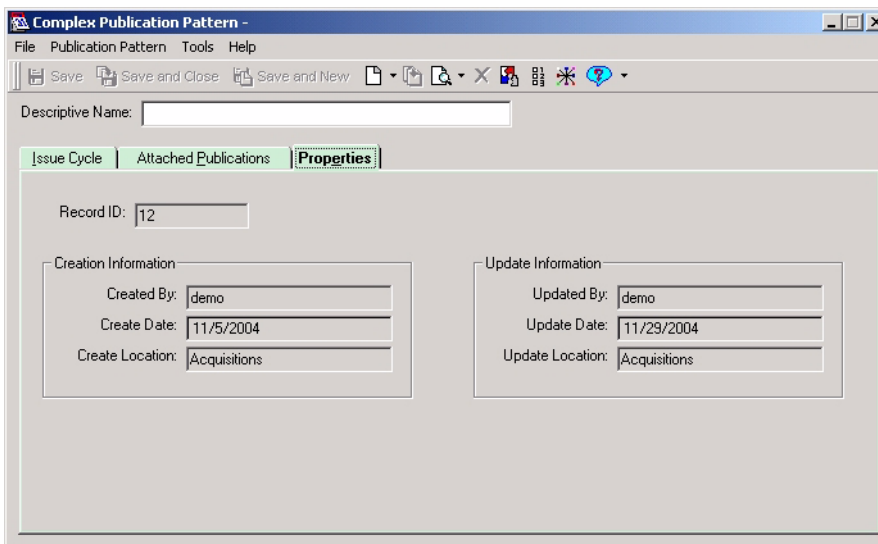 Complex Publication Pattern -
File Publication Pattern Tools Help
Save Save and Close Save and New
Descriptive Name:
Issue Cycle Attached Publications Properties
Record ID: 12
Creation Information Update Information
Created By: demo Updated By: demo
Create Date: 11/5/2004 Update Date: 11/29/2004
Create Location: Acquisitions Update Location: Acquisitions